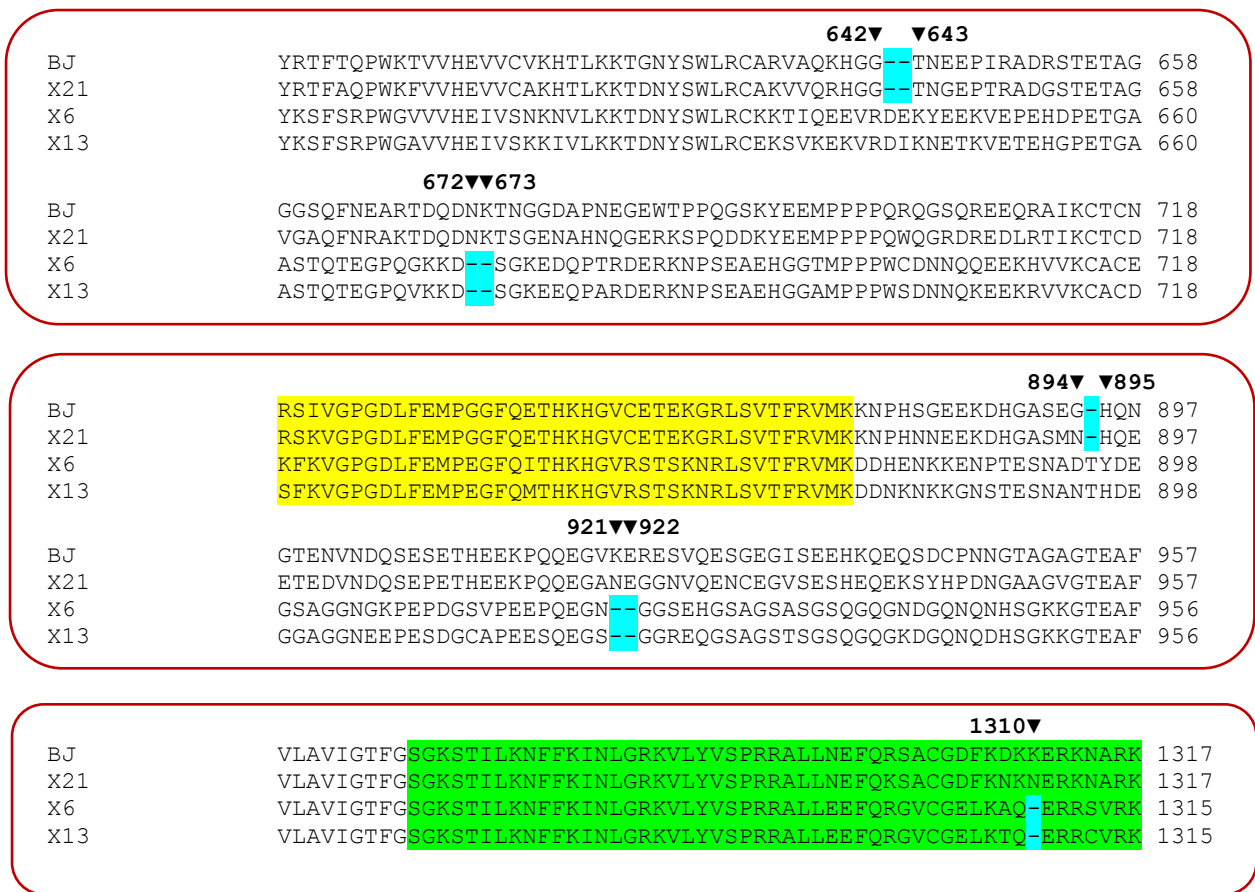 642▼ ▼643
BJ YRTFTQPWKTVVHEVVCVKHTLKKTGNYSWLRCARVAQKHGG--TNEEPIRADRSTETAG 658
X21 YRTFAQPWKFVVHEVVCAKHTLKKTDNYSWLRCAKVVQRHGG--TNGEPTRADGSTETAG 658
X6 YKSFSRPWGVVVHEIVSNKNVLKKTDNYSWLRCKKTIQEEVRDEKYEEKVEPEHDPETGA 660
X13 YKSFSRPWGAVVHEIVSKKIVLKKTDNYSWLRCEKSVKEKVRDIKNETKVETEHGPETGA 660
672▼▼673
BJ GGSQFNEARTDQDNKTNGGDAPNEGEWTPPQGSKYEEMPPPPQRQGSQREEQRAIKCTCN 718
X21 VGAQFNRAKTDQDNKTSGENAHNQGERKSPQDDKYEEMPPPPQWQGRDREDLRTIKCTCD 718
X6 ASTQTEGPQGKKD--SGKEDQPTRDERKNPSEAEHGGTMPPPWCDNNQQEEKHVVKCACE 718
X13 ASTQTEGPQVKKD--SGKEEQPARDERKNPSEAEHGGAMPPPWSDNNQKEEKRVVKCACD 718
894▼ ▼895
BJ RSIVGPGDLFEMPGGFQETHKHGVCETEKGRLSVTFRVMKKNPHSGEEKDHGASEG-HQN 897
X21 RSKVGPGDLFEMPGGFQETHKHGVCETEKGRLSVTFRVMKKNPHNNEEKDHGASMN-HQE 897
X6 KFKVGPGDLFEMPEGFQITHKHGVRSTSKNRLSVTFRVMKDDHENKKENPTESNADTYDE 898
X13 SFKVGPGDLFEMPEGFQMTHKHGVRSTSKNRLSVTFRVMKDDNKNKKGNSTESNANTHDE 898
921▼▼922
BJ GTENVNDQSESETHEEKPQQEGVKERESVQESGEGISEEHKQEQSDCPNNGTAGAGTEAF 957
X21 ETEDVNDQSEPETHEEKPQQEGANEGGNVQENCEGVSESHEQEKSYHPDNGAAGVGTEAF 957
X6 GSAGGNGKPEPDGSVPEEPQEGN--GGSEHGSAGSASGSQGQGNDGQNQNHSGKKGTEAF 956
X13 GGAGGNEEPESDGCAPEESQEGS--GGREQGSAGSTSGSQGQGKDGQNQDHSGKKGTEAF 956
1310▼
BJ VLAVIGTFGSGKSTILKNFFKINLGRKVLYVSPRRALLNEFQRSACGDFKDKKERKNARK 1317
X21 VLAVIGTFGSGKSTILKNFFKINLGRKVLYVSPRRALLNEFQKSACGDFKNKNERKNARK 1317
X6 VLAVIGTFGSGKSTILKNFFKINLGRKVLYVSPRRALLEEFQRGVCGELKAQ-ERRSVRK 1315
X13 VLAVIGTFGSGKSTILKNFFKINLGRKVLYVSPRRALLEEFQRGVCGELKTQ-ERRCVRK 1315